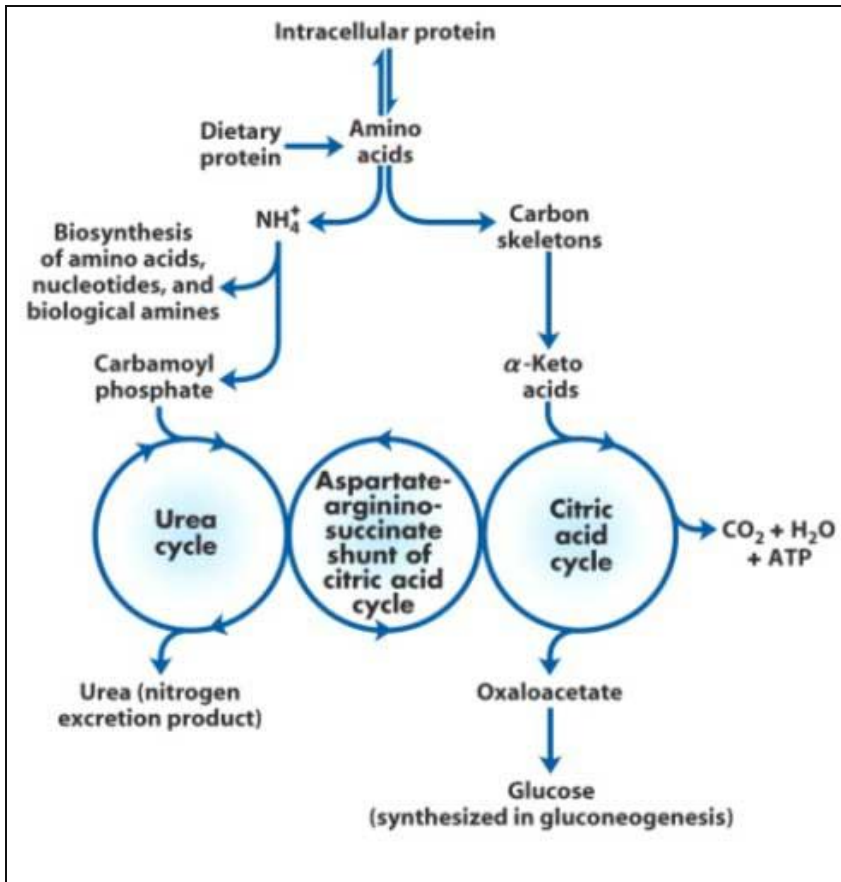 Intracellular protein
Dietary
protein
Amino
acids
NH₄⁺
Carbon
skeletons
Biosynthesis
of amino acids,
nucleotides, and
biological amines
Carbamoyl
phosphate
α-Keto
acids
Urea
cycle
Aspartate-
arginino-
succinate
shunt of
citric acid
cycle
Citric
acid
cycle
CO₂ + H₂O
+ ATP
Urea (nitrogen
excretion product)
Oxaloacetate
Glucose
(synthesized in gluconeogenesis)